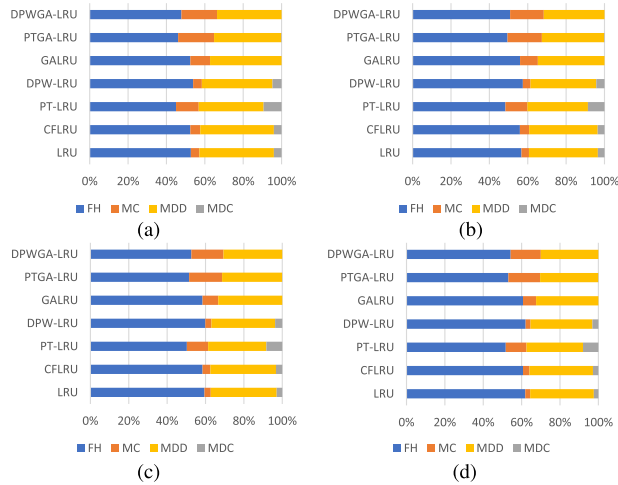 DPWGA-LRU
PTGA-LRU
GALRU
DPW-LRU
PT-LRU
CFLRU
LRU
0% 20% 40% 60% 80% 100%
FH MC MDD MDC
(a)
DPWGA-LRU
PTGA-LRU
GALRU
DPW-LRU
PT-LRU
CFLRU
LRU
0% 20% 40% 60% 80% 100%
FH MC MDD MDC
(b)
DPWGA-LRU
PTGA-LRU
GALRU
DPW-LRU
PT-LRU
CFLRU
LRU
0% 20% 40% 60% 80% 100%
FH MC MDD MDC
(c)
DPWGA-LRU
PTGA-LRU
GALRU
DPW-LRU
PT-LRU
CFLRU
LRU
0% 20% 40% 60% 80% 100%
FH MC MDD MDC
(d)